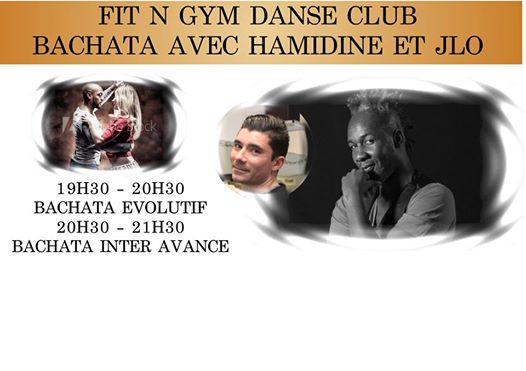 FIT N GYM DANSE CLUB
BACHATA AVEC HAMIDINE ET JLO
19H30 - 20H30
BACHATA EVOLUTIF
20H30 - 21H30
BACHATA INTER AVANCE